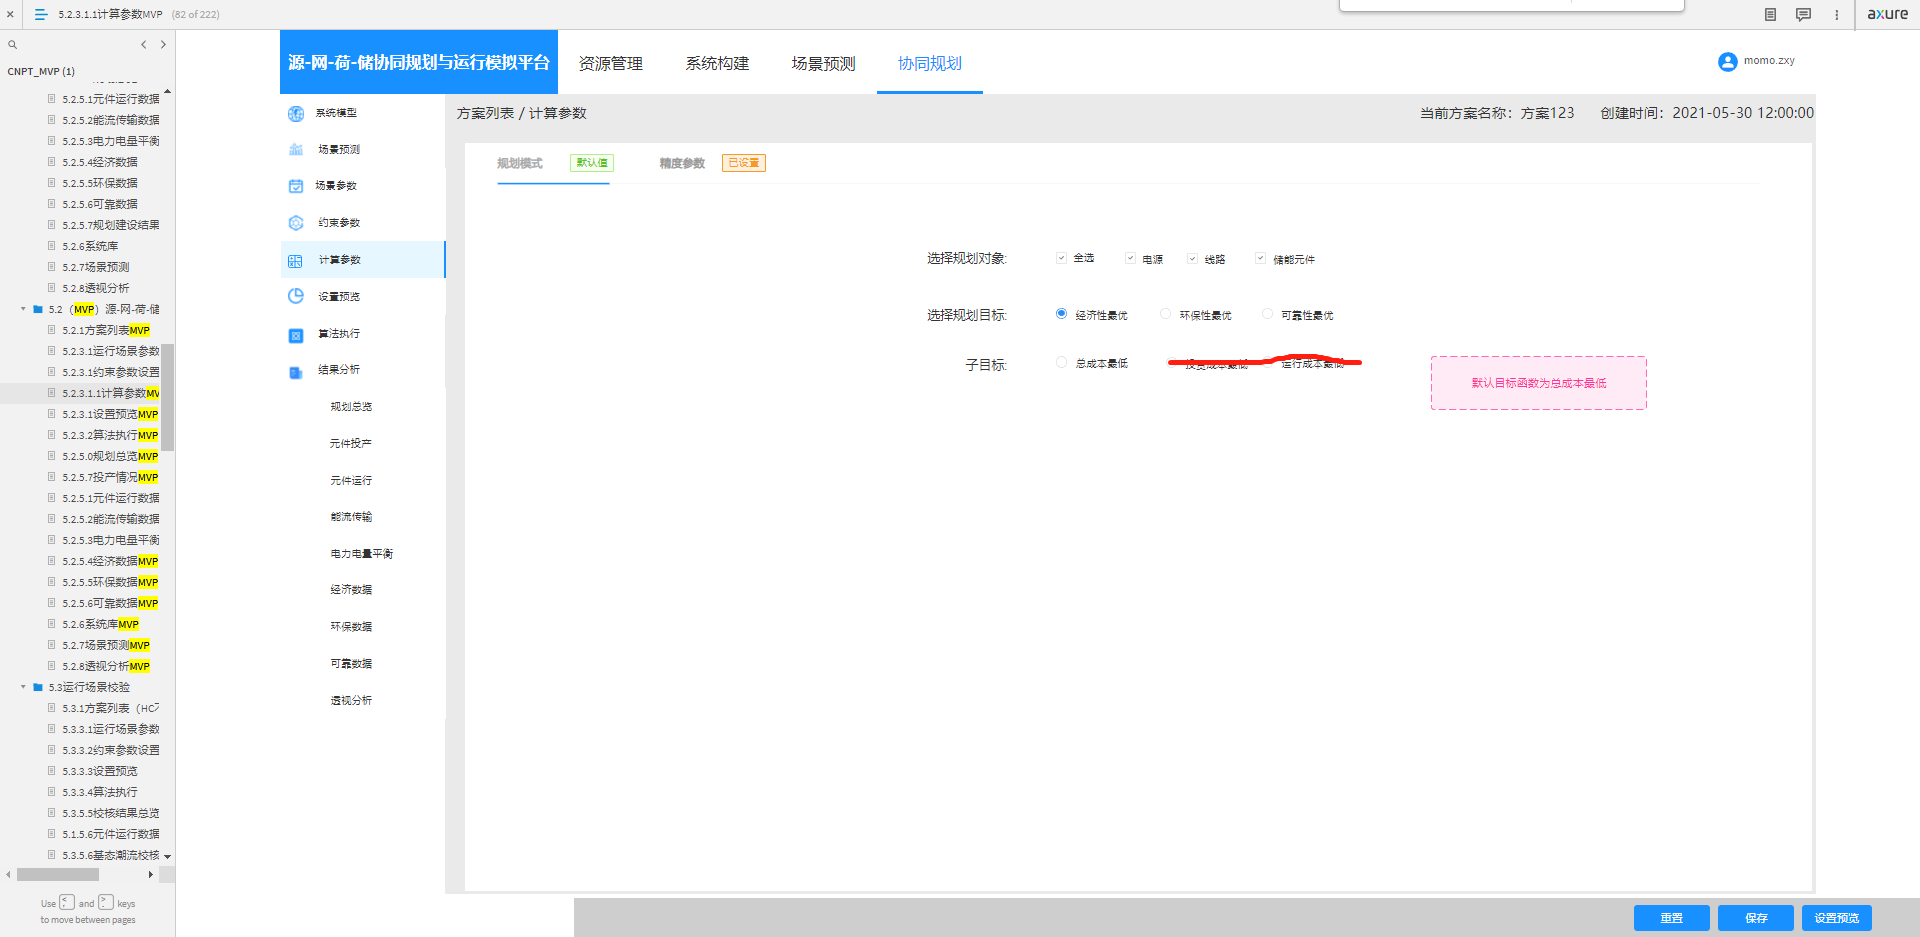 5.2.3.1.1计算参数MVP (82 of 222)
axure
CNPT_MVP (1)
5.2.5.1元件运行数据
5.2.5.2能流传输数据
5.2.5.3电力电量平衡
5.2.5.4经济数据
5.2.5.5环保数据
5.2.5.6可靠数据
5.2.5.7规划建设结果
5.2.6系统库
5.2.7场景预测
5.2.8透视分析
5.2（MVP）源-网-荷-储
5.2.1方案列表MVP
5.2.3.1运行场景参数
5.2.3.1约束参数设置
5.2.3.1.1计算参数MV
5.2.3.1设置预览MVP
5.2.3.2算法执行MVP
5.2.5.0规划总览MVP
5.2.5.7投产情况MVP
5.2.5.1元件运行数据
5.2.5.2能流传输数据
5.2.5.3电力电量平衡
5.2.5.4经济数据MVP
5.2.5.5环保数据MVP
5.2.5.6可靠数据MVP
5.2.6系统库MVP
5.2.7场景预测MVP
5.2.8透视分析MVP
5.3运行场景校验
5.3.1方案列表（HC
5.3.3.1运行场景参数
5.3.3.2约束参数设置
5.3.3.3设置预览
5.3.3.4算法执行
5.3.5.5校核结果总览
5.1.5.6元件运行数据
5.3.5.6基态潮流校核
Use < , and > . keys
to move between pages
源-网-荷-储协同规划与运行模拟平台
资源管理
系统构建
场景预测
协同规划
momo.zxy
系统模型
场景预测
场景参数
约束参数
计算参数
设置预览
算法执行
结果分析
规划总览
元件投产
元件运行
能流传输
电力电量平衡
经济数据
环保数据
可靠数据
透视分析
方案列表 / 计算参数
当前方案名称：方案123 创建时间：2021-05-30 12:00:00
规划模式 默认值 精度参数 已设置
选择规划对象: 全选 电源 线路 储能元件
选择规划目标: 经济性最优 环保性最优 可靠性最优
子目标: 总成本最低 投资成本最低 运行成本最低
默认目标函数为总成本最低
重置 保存 设置预览